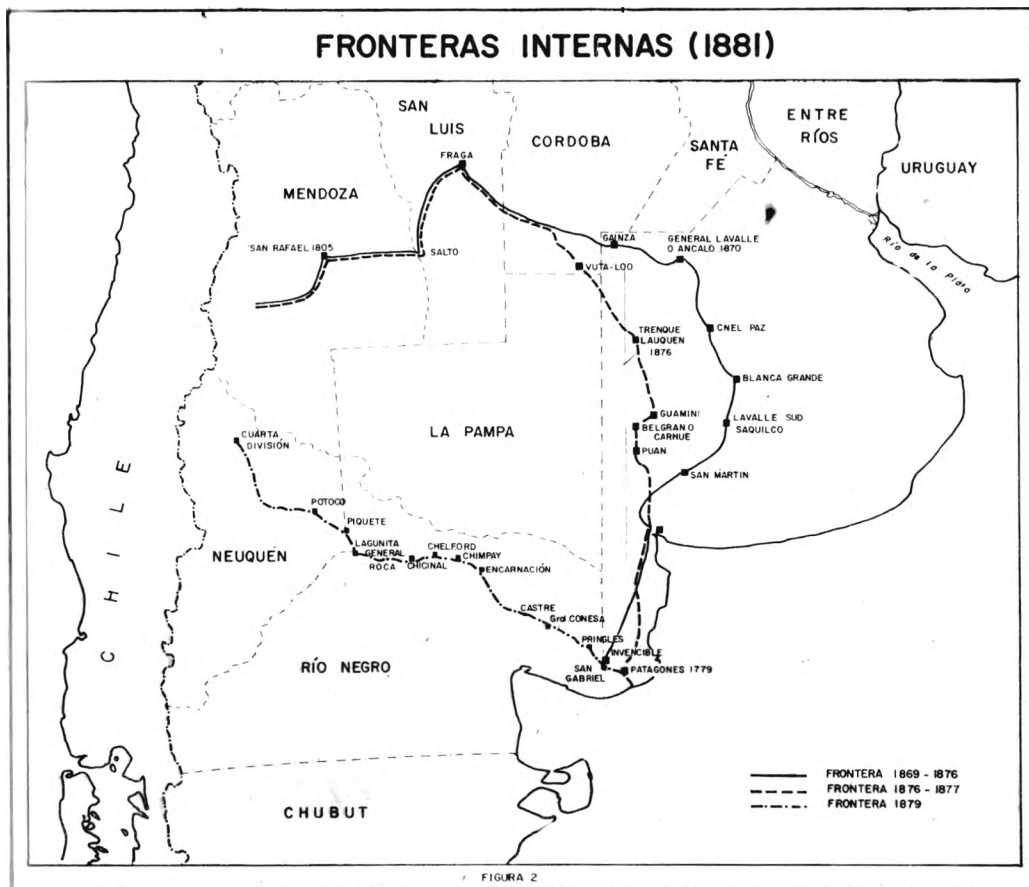 FRONTERAS INTERNAS (1881)
SAN
LUIS
FRAGA
CORDOBA
SANTA
FÉ
ENTRE
RÍOS
URUGUAY
MENDOZA
SAN RAFAEL 1805
SALTO
GAINZA
GENERAL LAVALLE
O ANCALO 1870
Río de la Plata
VUTA-LOO
TRENQUE
LAUQUEN
1876
CNEL PAZ
BLANCA GRANDE
GUAMINI
BELGRANO
CARHUE
LAVALLE SUD
SAQUILCO
PUAN
SAN MARTIN
LA PAMPA
CUARTA
DIVISIÓN
CHILE
POTOCO
PIQUETE
NEUQUÉN
LAGUNITA
GENERAL
ROCA
CHICINAL
CHELFORD
CHIMPAY
ENCARNACIÓN
CASTRE
Gral CONESA
PRINGLES
INVENCIBLE
SAN
GABRIEL
PATAGONES 1779
RÍO NEGRO
CHUBUT
FRONTERA 1869 - 1876
FRONTERA 1876 - 1877
FRONTERA 1879
FIGURA 2